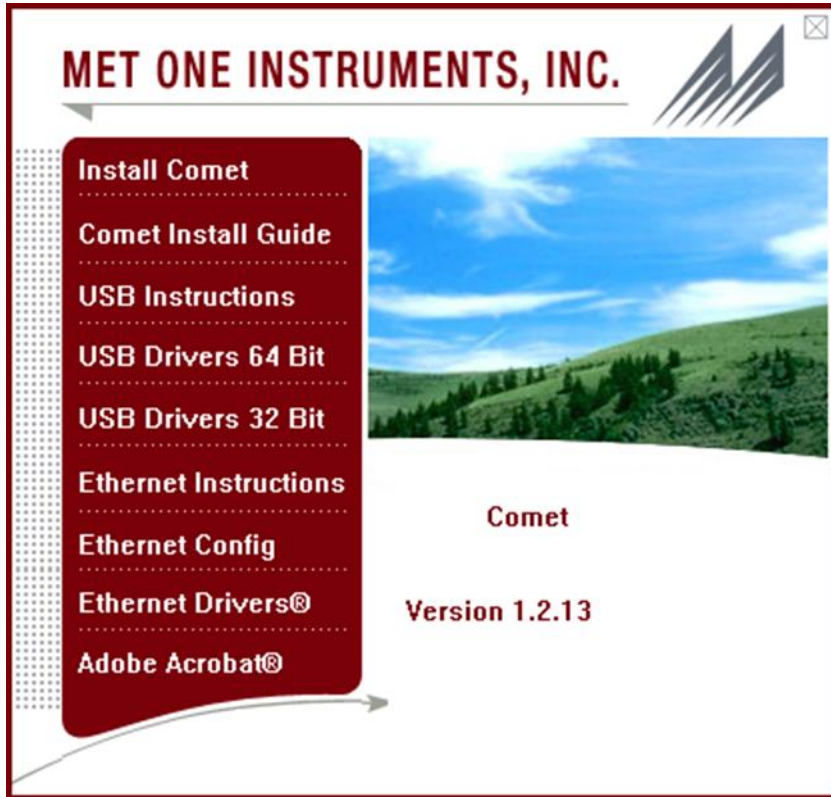 MET ONE INSTRUMENTS, INC.
Install Comet
Comet Install Guide
USB Instructions
USB Drivers 64 Bit
USB Drivers 32 Bit
Ethernet Instructions
Ethernet Config
Ethernet Drivers®
Adobe Acrobat®
Comet
Version 1.2.13